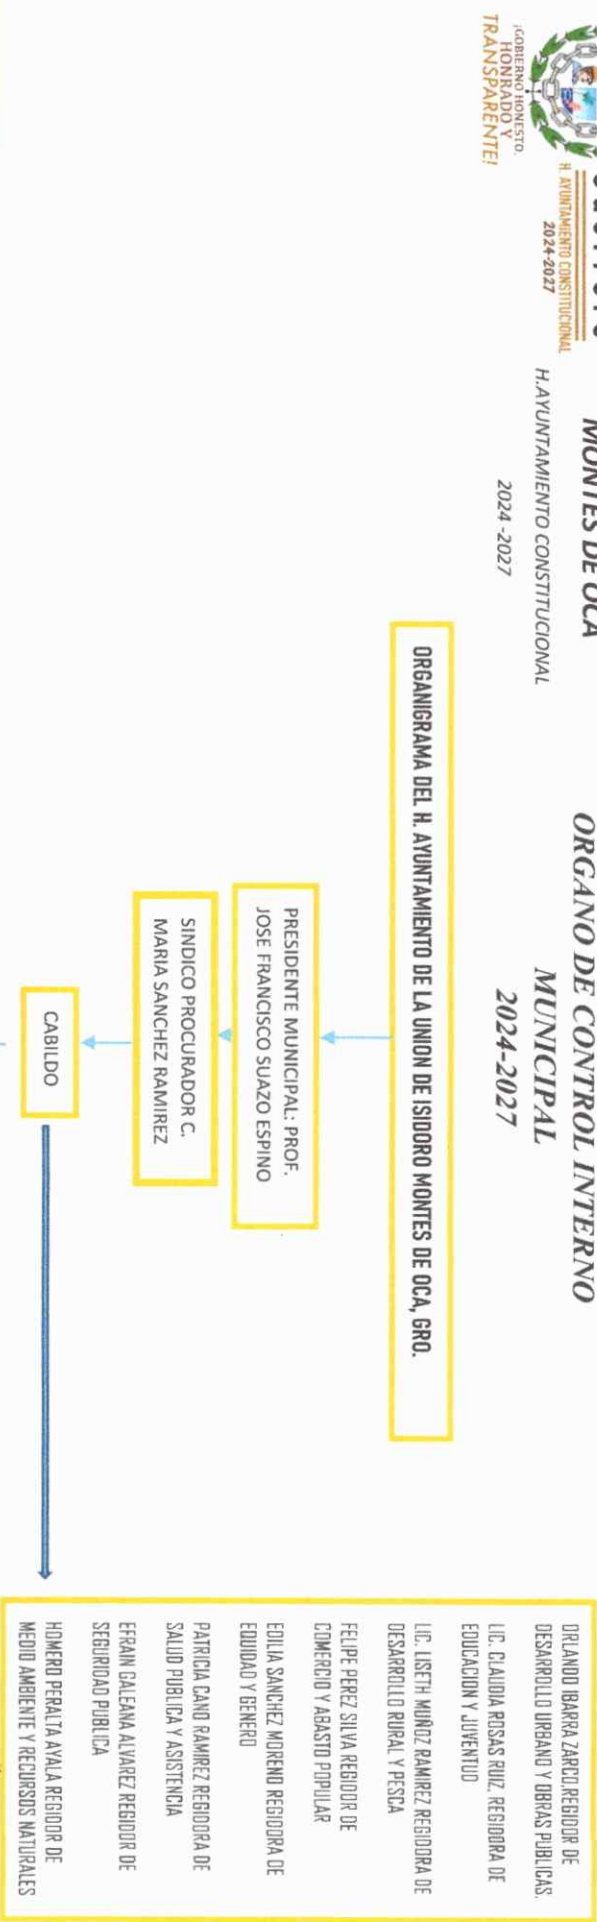 H. AYUNTAMIENTO CONSTITUCIONAL
2024-2027
¡GOBIERNO HONESTO,
HONRADO Y
TRANSPARENTE!
MONTES DE OCA
H.AYUNTAMIENTO CONSTITUCIONAL
2024 -2027
ORGANO DE CONTROL INTERNO
MUNICIPAL
2024-2027
ORGANIGRAMA DEL H. AYUNTAMIENTO DE LA UNION DE ISIDORO MONTES DE OCA, GRO.
PRESIDENTE MUNICIPAL: PROF.
JOSE FRANCISCO SUAZO ESPINO
SINDICO PROCURADOR C.
MARIA SANCHEZ RAMIREZ
CABILDO
ORLANDO IBARRA ZARCO.REGIDOR DE
DESARROLLO URBANO Y OBRAS PUBLICAS.
LIC. CLAUDIA ROSAS RUIZ. REGIDORA DE
EDUCACION Y JUVENTUD
LIC. LISETH MUÑOZ RAMIREZ REGIDORA DE
DESARROLLO RURAL Y PESCA
FELIPE PEREZ SILVA REGIDOR DE
COMERCIO Y ABASTO POPULAR
EDILIA SANCHEZ MORENO REGIDORA DE
EQUIDAD Y GENERO
PATRICIA CANO RAMIREZ REGIDORA DE
SALUD PUBLICA Y ASISTENCIA
EFRAIN GALEANA ALVAREZ REGIDOR DE
SEGURIDAD PUBLICA
HOMERO PERALTA AYALA REGIDOR DE
MEDIO AMBIENTE Y RECURSOS NATURALES